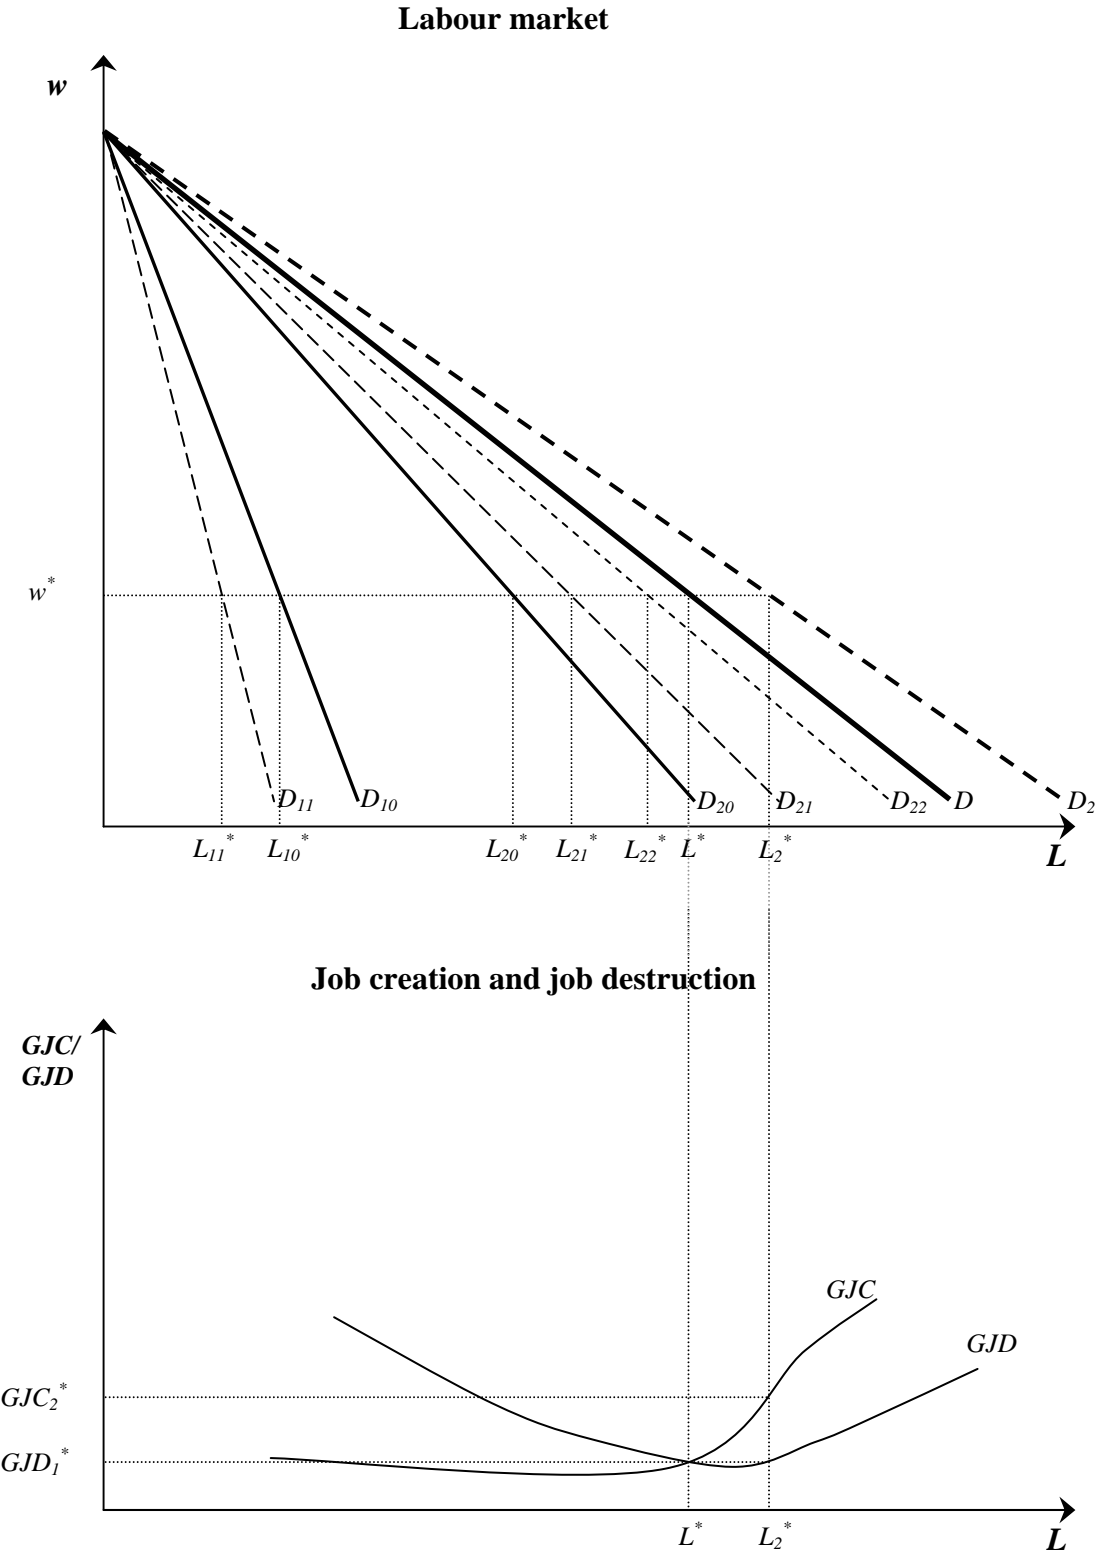 Labour market
w
w*
D11 D10 D20 D21 D22 D D2
L11* L10* L20* L21* L22* L* L2*
L
Job creation and job destruction
GJC/
GJD
GJC
GJD
GJC2*
GJD1*
L* L2*
L